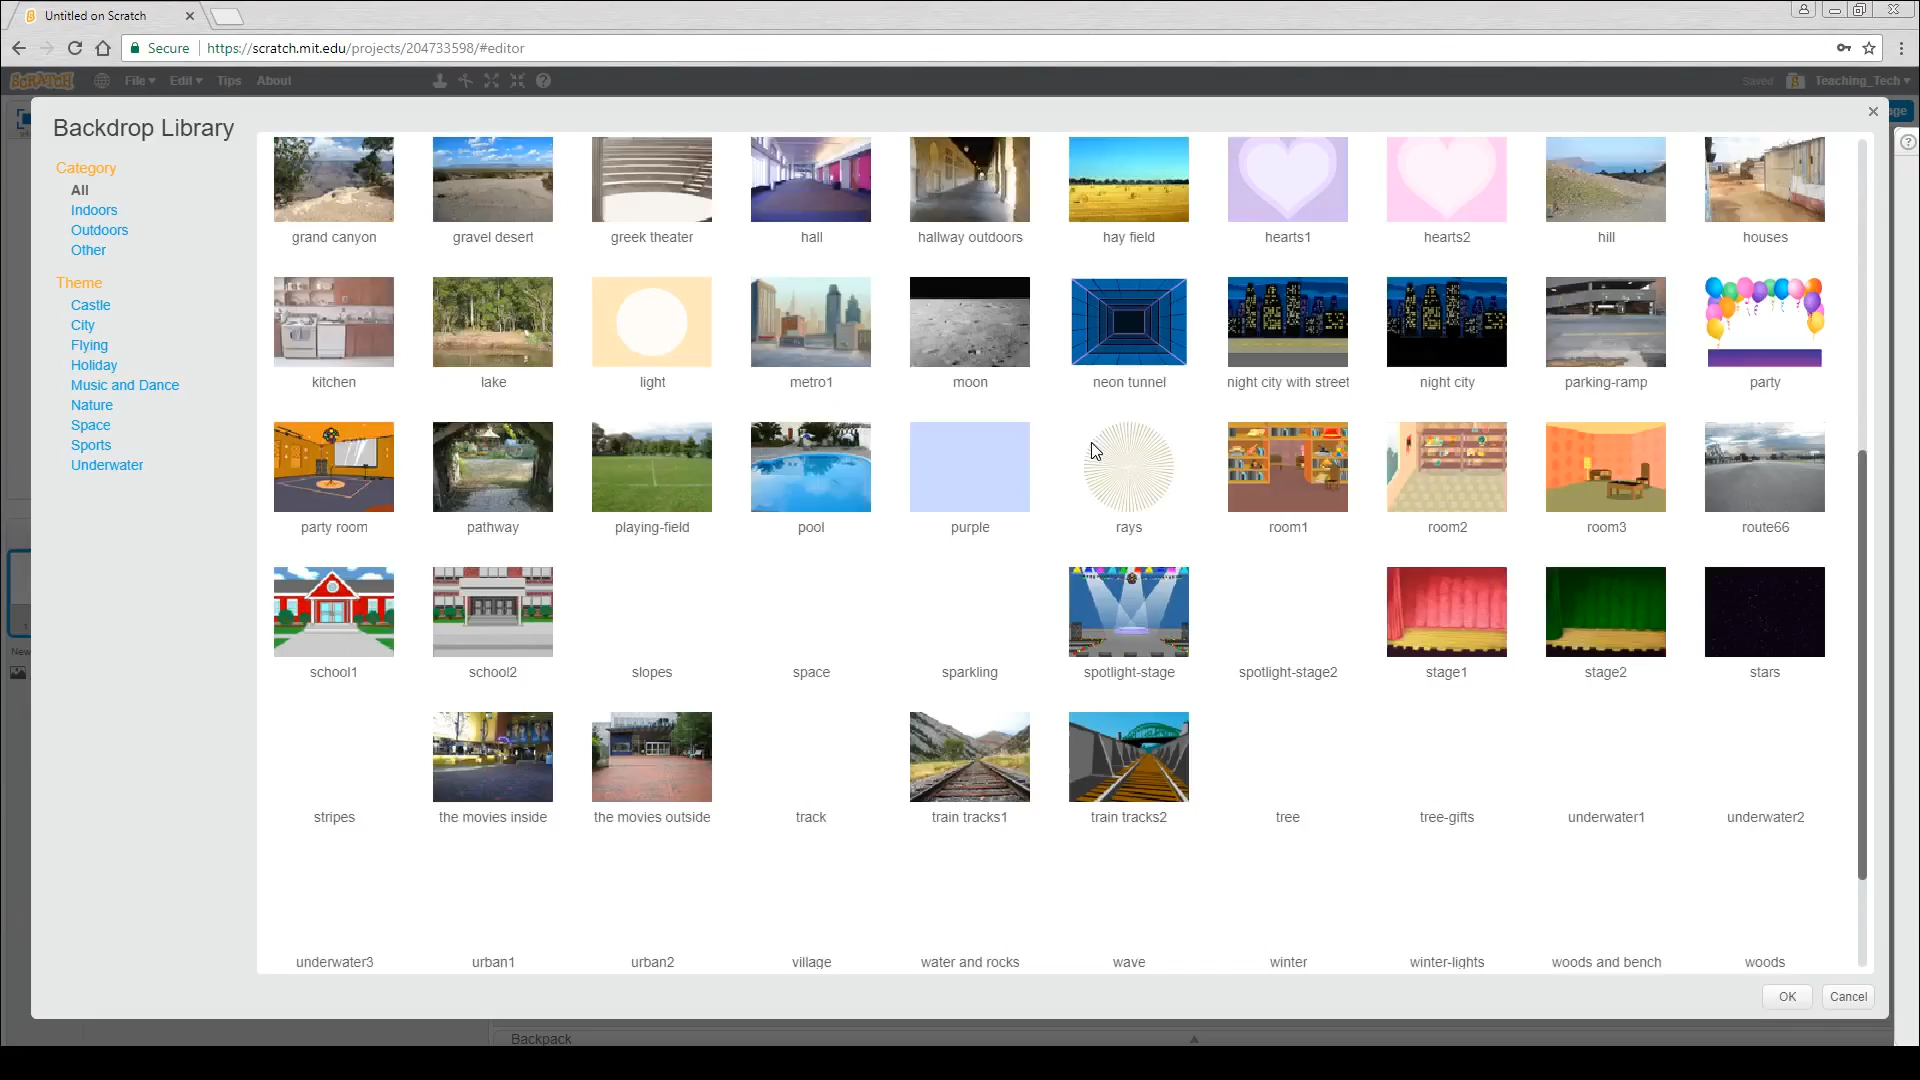 Untitled on Scratch
Secure https://scratch.mit.edu/projects/204733598/#editor
SCRATCH File Edit Tips About Saved Teaching_Tech
Backdrop Library
Category
All
Indoors
Outdoors
Other
Theme
Castle
City
Flying
Holiday
Music and Dance
Nature
Space
Sports
Underwater
grand canyon gravel desert greek theater hall hallway outdoors hay field hearts1 hearts2 hill houses
kitchen lake light metro1 moon neon tunnel night city with street night city parking-ramp party
party room pathway playing-field pool purple rays room1 room2 room3 route66
school1 school2 slopes space sparkling spotlight-stage spotlight-stage2 stage1 stage2 stars
stripes the movies inside the movies outside track train tracks1 train tracks2 tree tree-gifts underwater1 underwater2
underwater3 urban1 urban2 village water and rocks wave winter winter-lights woods and bench woods
OK Cancel
New
Backpack